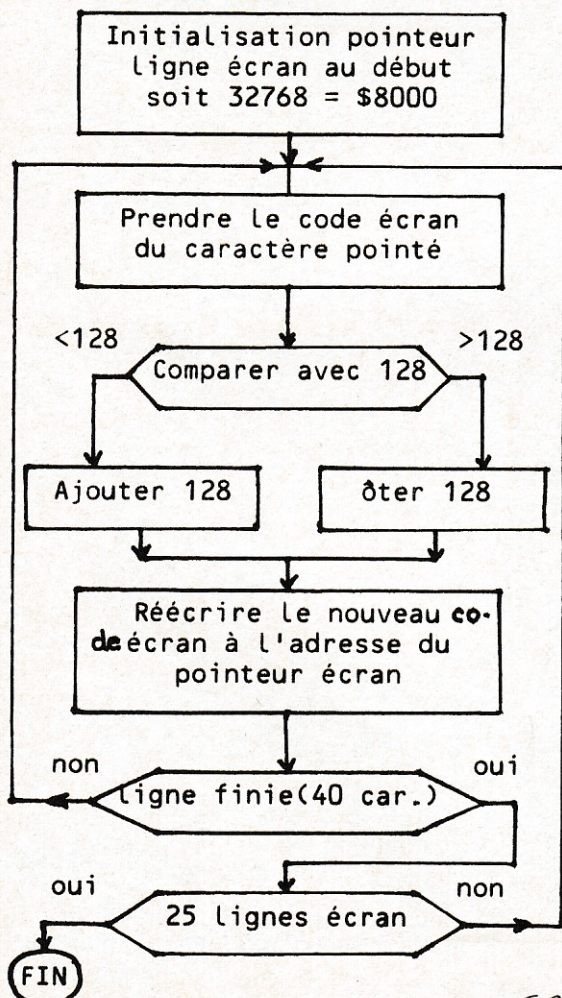 Initialisation pointeur
ligne écran au début
soit 32768 = $8000
Prendre le code écran
du caractère pointé
<128
>128
Comparer avec 128
Ajouter 128
ôter 128
Réécrire le nouveau co-
de écran à l'adresse du
pointeur écran
non
oui
ligne finie(40 car.)
oui
non
25 lignes écran
FIN